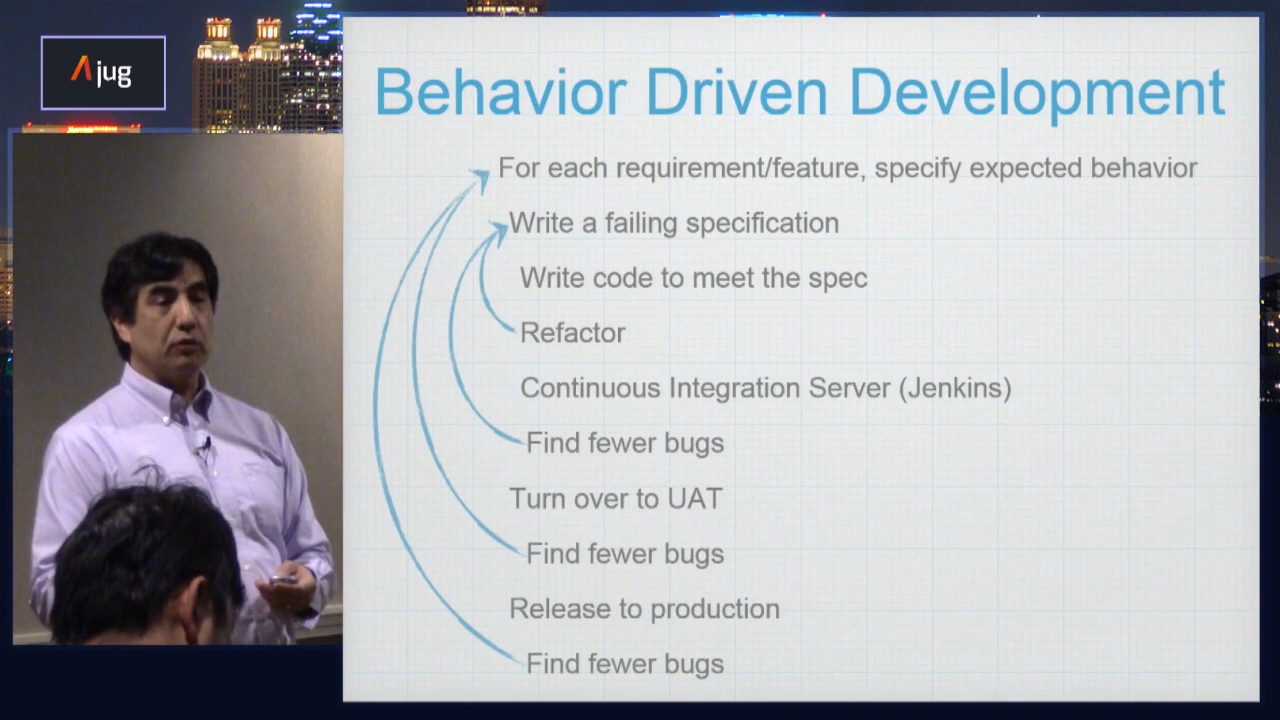 Ajug
Behavior Driven Development
For each requirement/feature, specify expected behavior
Write a failing specification
Write code to meet the spec
Refactor
Continuous Integration Server (Jenkins)
Find fewer bugs
Turn over to UAT
Find fewer bugs
Release to production
Find fewer bugs